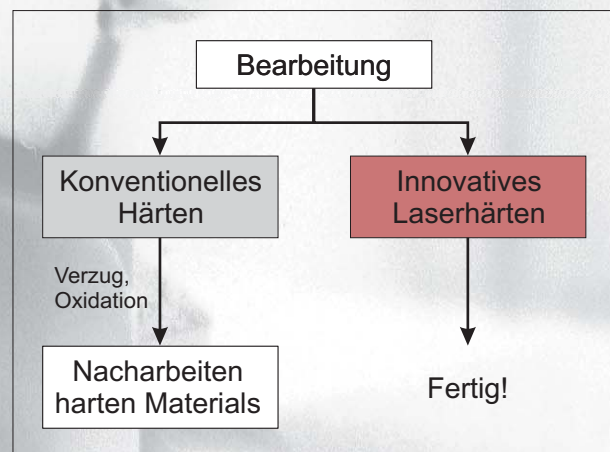 Bearbeitung
Konventionelles
Härten
Innovatives
Laserhärten
Verzug,
Oxidation
Nacharbeiten
harten Materials
Fertig!